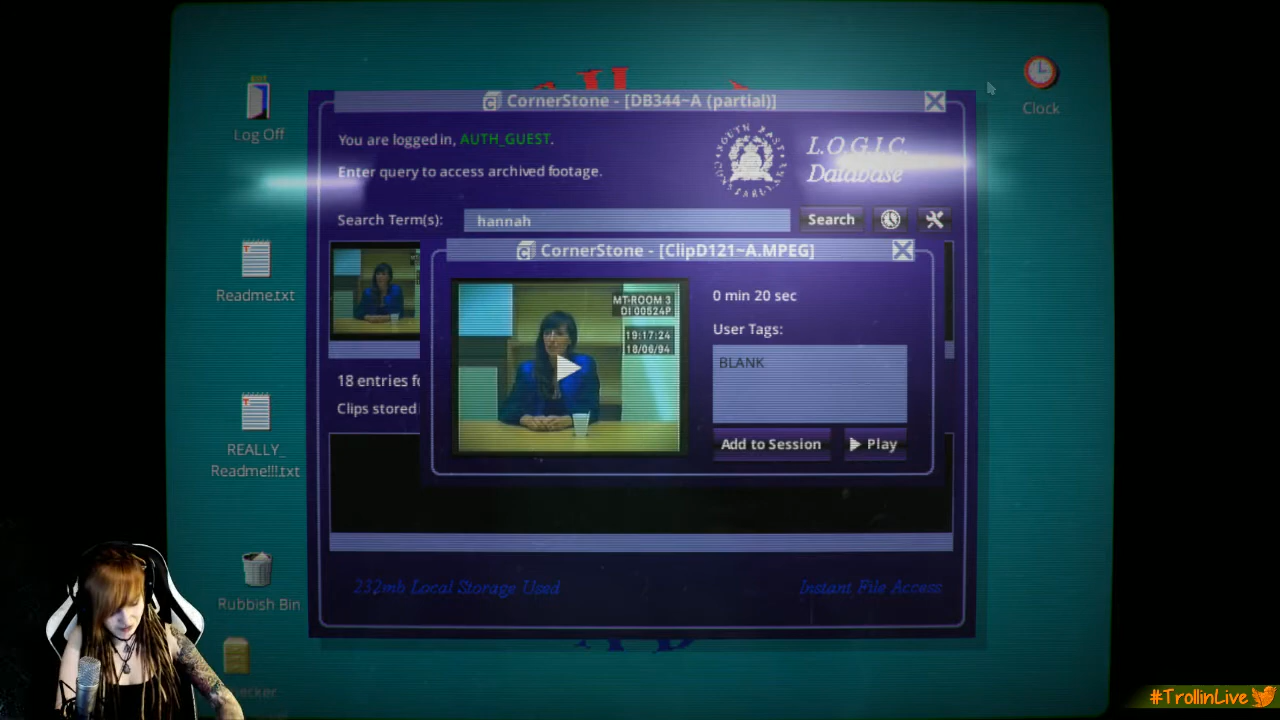 Log Off
Clock
CornerStone - [DB344~A (partial)]
You are logged in, AUTH_GUEST.
Enter query to access archived footage.
L.O.G.I.C.
Database
Search Term(s):
hannah
Search
CornerStone - [ClipD121~A.MPEG]
Readme.txt
MT-ROOM 3
DI 00524P
19:17:24
18/06/94
0 min 20 sec
User Tags:
BLANK
18 entries
Clips stored
Add to Session
Play
REALLY_
Readme!!!.txt
232mb Local Storage Used
Instant File Access
Rubbish Bin
#TrollinLive